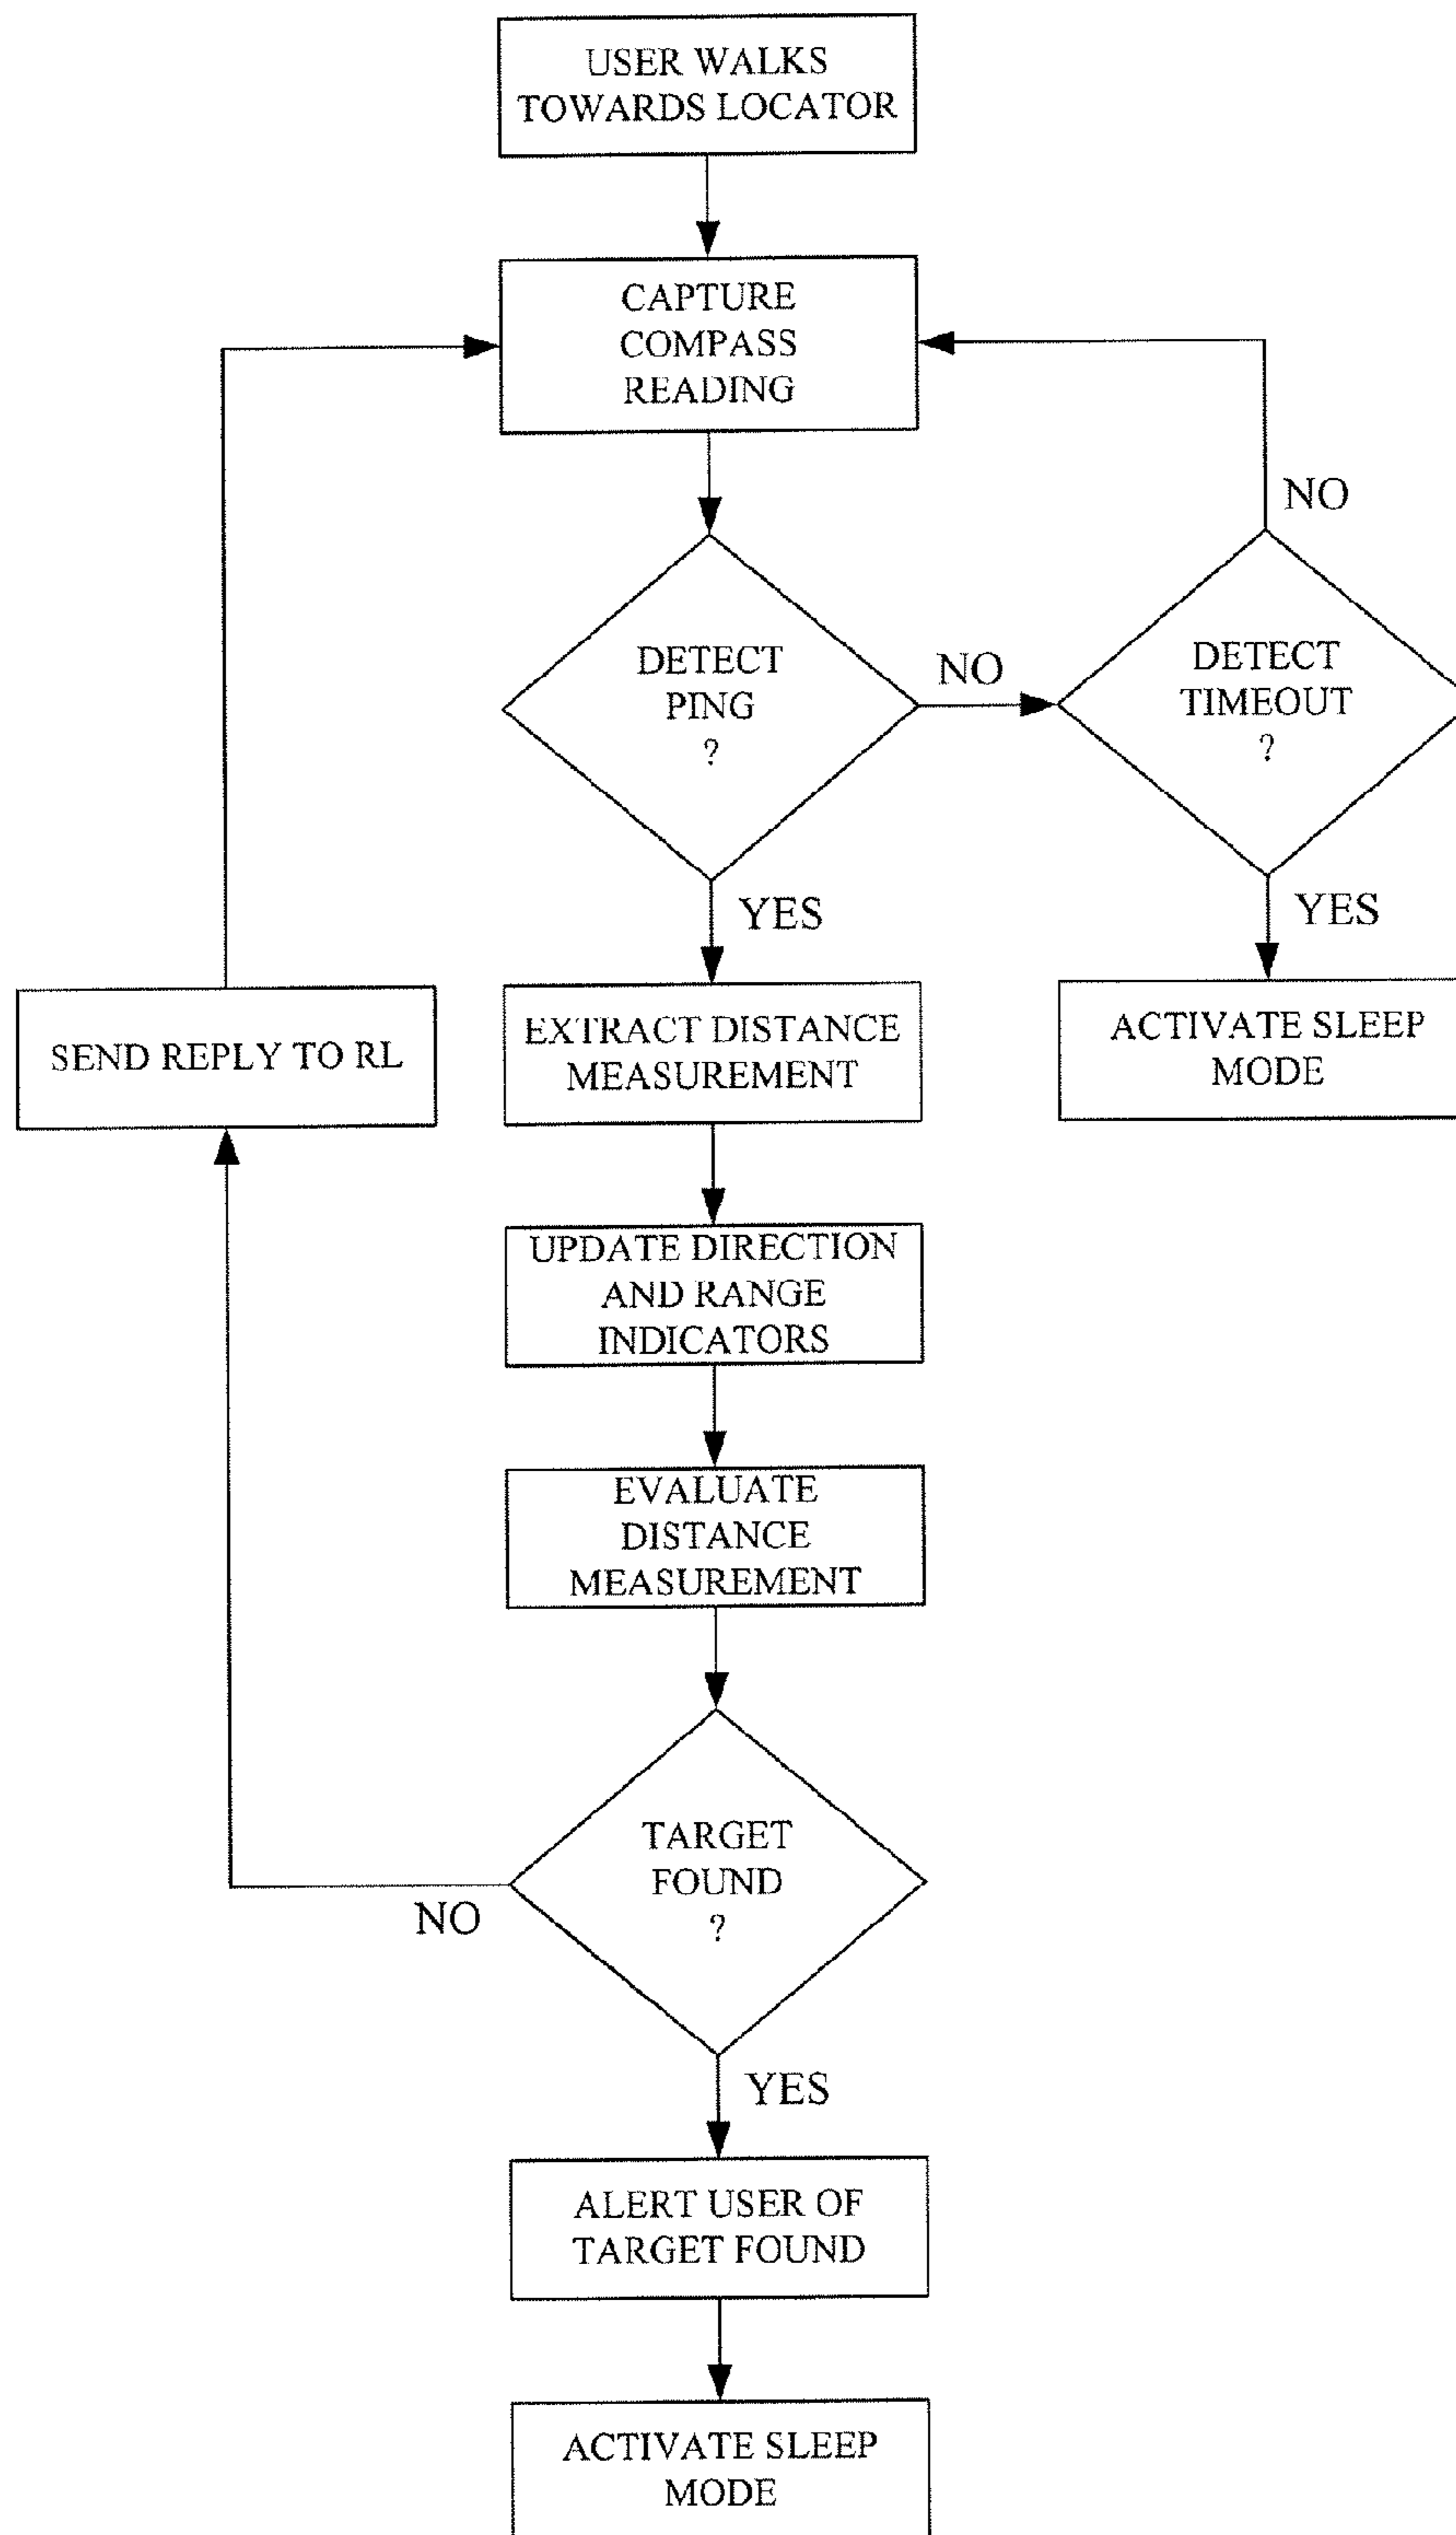 USER WALKS
TOWARDS LOCATOR
CAPTURE
COMPASS
READING
NO
DETECT
PING
?
NO
DETECT
TIMEOUT
?
YES
YES
SEND REPLY TO RL
EXTRACT DISTANCE
MEASUREMENT
ACTIVATE SLEEP
MODE
UPDATE DIRECTION
AND RANGE
INDICATORS
EVALUATE
DISTANCE
MEASUREMENT
TARGET
FOUND
?
NO
YES
ALERT USER OF
TARGET FOUND
ACTIVATE SLEEP
MODE